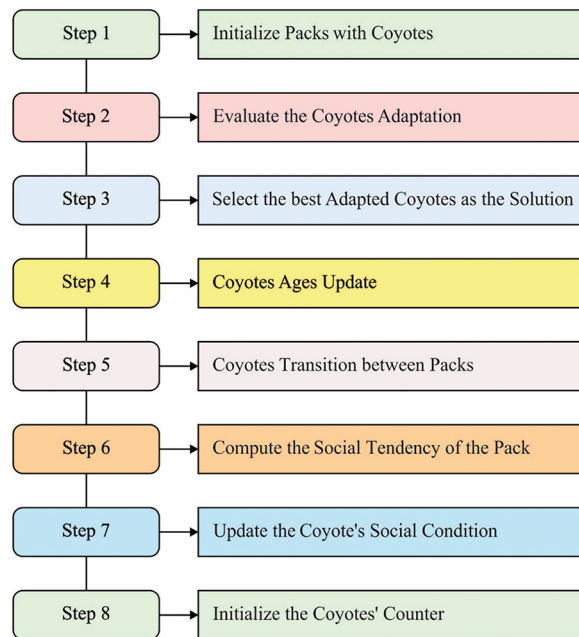 Step 1
Initialize Packs with Coyotes
Step 2
Evaluate the Coyotes Adaptation
Step 3
Select the best Adapted Coyotes as the Solution
Step 4
Coyotes Ages Update
Step 5
Coyotes Transition between Packs
Step 6
Compute the Social Tendency of the Pack
Step 7
Update the Coyote's Social Condition
Step 8
Initialize the Coyotes' Counter